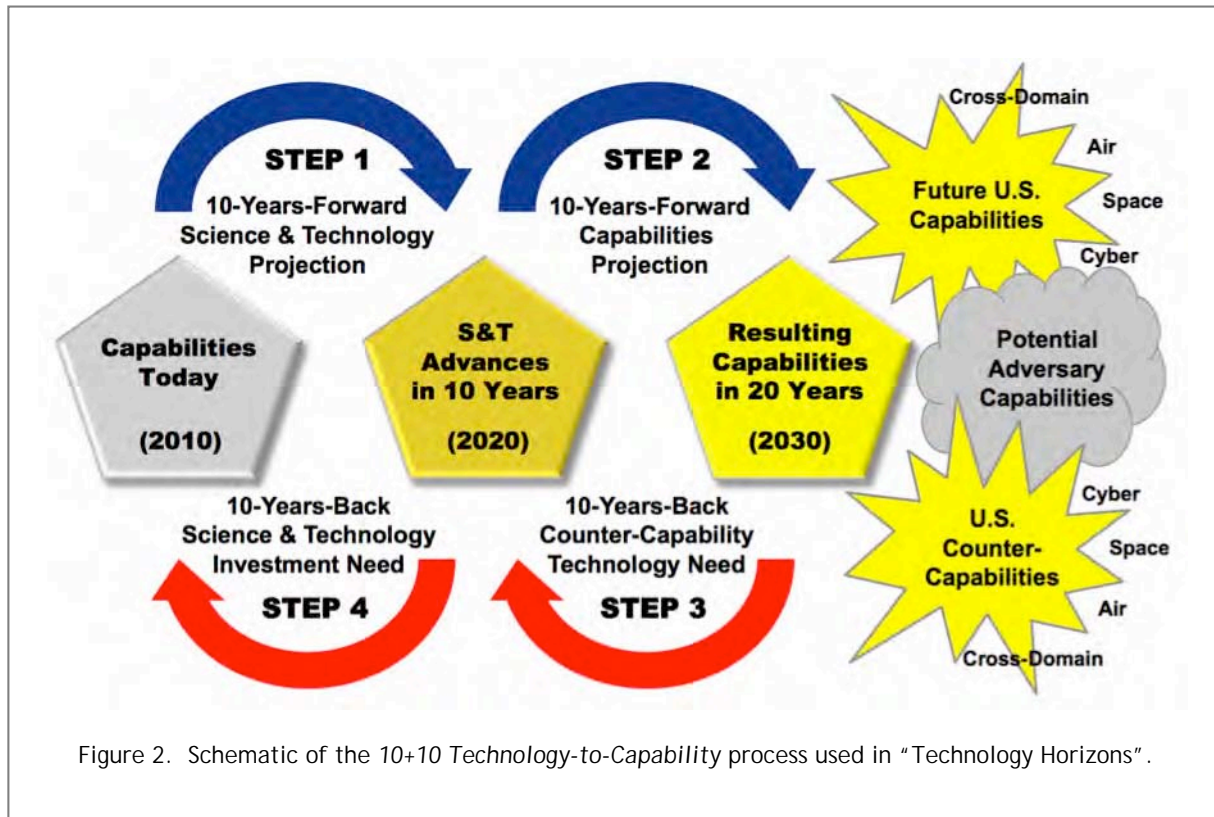 STEP 1
10-Years-Forward
Science & Technology
Projection
STEP 2
10-Years-Forward
Capabilities
Projection
Cross-Domain
Air
Space
Cyber
Future U.S.
Capabilities
Capabilities
Today
(2010)
S&T
Advances
in 10 Years
(2020)
Resulting
Capabilities
in 20 Years
(2030)
Potential
Adversary
Capabilities
10-Years-Back
Science & Technology
Investment Need
STEP 4
10-Years-Back
Counter-Capability
Technology Need
STEP 3
U.S.
Counter-
Capabilities
Cyber
Space
Air
Cross-Domain
Figure 2. Schematic of the 10+10 Technology-to-Capability process used in “Technology Horizons”.